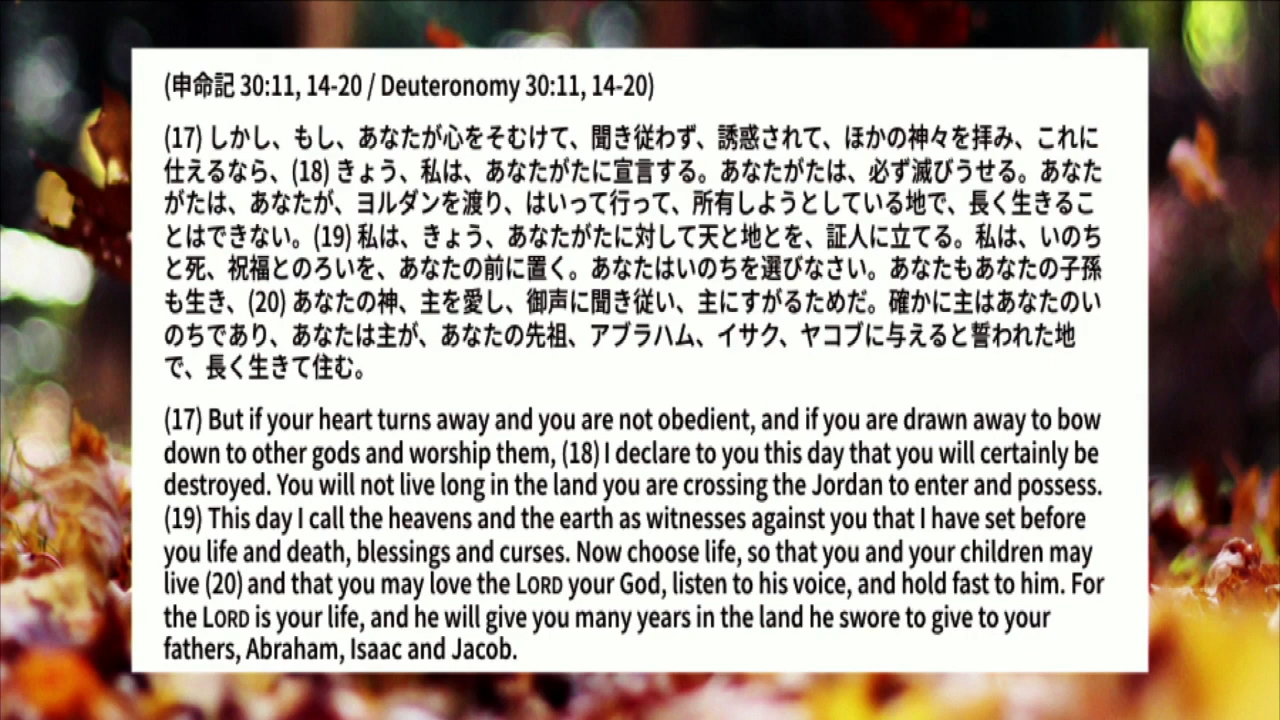 (申命記 30:11, 14-20 / Deuteronomy 30:11, 14-20)
(17) しかし、もし、あなたが心をそむけて、聞き従わず、誘惑されて、ほかの神々を拝み、これに
仕えるなら、(18) きょう、私は、あなたがたに宣言する。あなたがたは、必ず滅びうせる。あなた
がたは、あなたが、ヨルダンを渡り、はいって行って、所有しようとしている地で、長く生きるこ
とはできない。(19) 私は、きょう、あなたがたに対して天と地とを、証人に立てる。私は、いのち
と死、祝福とのろいを、あなたの前に置く。あなたはいのちを選びなさい。あなたもあなたの子孫
も生き、(20) あなたの神、主を愛し、御声に聞き従い、主にすがるためだ。確かに主はあなたのい
のちであり、あなたは主が、あなたの先祖、アブラハム、イサク、ヤコブに与えると誓われた地
で、長く生きて住む。
(17) But if your heart turns away and you are not obedient, and if you are drawn away to bow
down to other gods and worship them, (18) I declare to you this day that you will certainly be
destroyed. You will not live long in the land you are crossing the Jordan to enter and possess.
(19) This day I call the heavens and the earth as witnesses against you that I have set before
you life and death, blessings and curses. Now choose life, so that you and your children may
live (20) and that you may love the LORD your God, listen to his voice, and hold fast to him. For
the LORD is your life, and he will give you many years in the land he swore to give to your
fathers, Abraham, Isaac and Jacob.